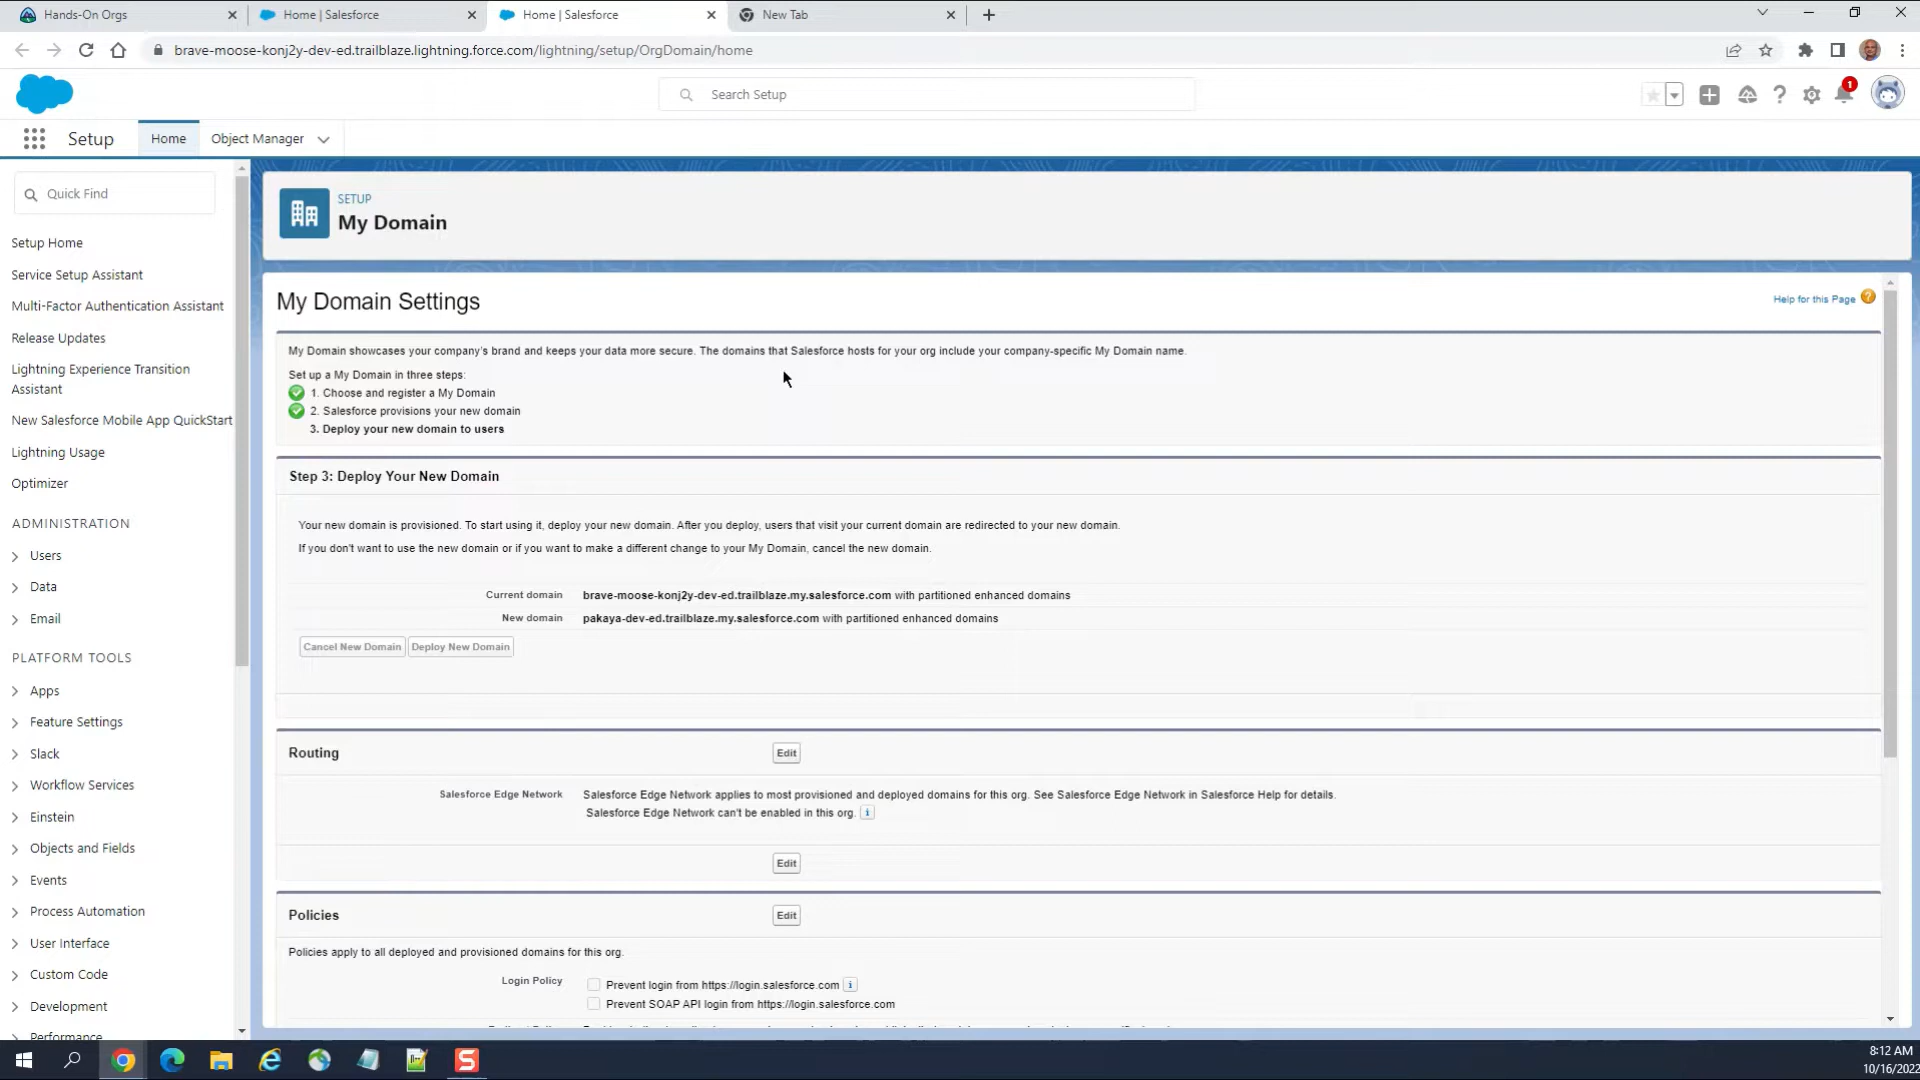 Hands-On Orgs
Home | Salesforce
Home | Salesforce
New Tab
brave-moose-konj2y-dev-ed.trailblaze.lightning.force.com/lightning/setup/OrgDomain/home
Search Setup
1
Setup
Home
Object Manager
Quick Find
Setup Home
Service Setup Assistant
Multi-Factor Authentication Assistant
Release Updates
Lightning Experience Transition
Assistant
New Salesforce Mobile App QuickStart
Lightning Usage
Optimizer
ADMINISTRATION
Users
Data
Email
PLATFORM TOOLS
Apps
Feature Settings
Slack
Workflow Services
Einstein
Objects and Fields
Events
Process Automation
User Interface
Custom Code
Development
Performance
SETUP
My Domain
My Domain Settings
Help for this Page
My Domain showcases your company's brand and keeps your data more secure. The domains that Salesforce hosts for your org include your company-specific My Domain name.
Set up a My Domain in three steps:
1. Choose and register a My Domain
2. Salesforce provisions your new domain
3. Deploy your new domain to users
Step 3: Deploy Your New Domain
Your new domain is provisioned. To start using it, deploy your new domain. After you deploy, users that visit your current domain are redirected to your new domain.
If you don't want to use the new domain or if you want to make a different change to your My Domain, cancel the new domain.
Current domain brave-moose-konj2y-dev-ed.trailblaze.my.salesforce.com with partitioned enhanced domains
New domain pakaya-dev-ed.trailblaze.my.salesforce.com with partitioned enhanced domains
Cancel New Domain Deploy New Domain
Routing Edit
Salesforce Edge Network Salesforce Edge Network applies to most provisioned and deployed domains for this org. See Salesforce Edge Network in Salesforce Help for details.
Salesforce Edge Network can't be enabled in this org.
Edit
Policies Edit
Policies apply to all deployed and provisioned domains for this org.
Login Policy Prevent login from https://login.salesforce.com
Prevent SOAP API login from https://login.salesforce.com
8:12 AM
10/16/2022